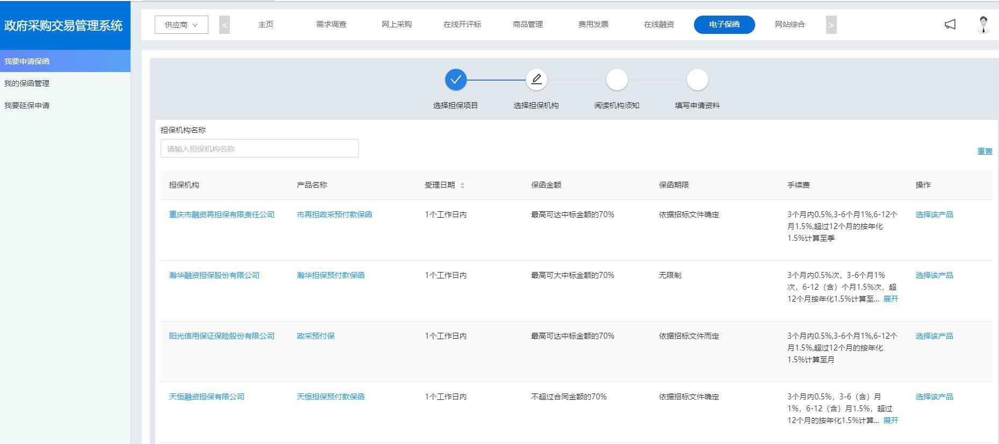 政府采购交易管理系统
供应商
<
主页
需求调查
网上采购
在线开评标
商品管理
费用发票
在线融资
电子保函
网站综合
>
我要申请保函
我的保函管理
我要延保申请
选择担保项目
选择担保机构
阅读机构须知
填写申请资料
担保机构名称
请输入担保机构名称
重置
担保机构
产品名称
受理日期
保函金额
保函期限
手续费
操作
重庆市融资再担保有限责任公司
市再担政采预付款保函
1个工作日内
最高可达中标金额的70%
依据招标文件确定
3个月内0.5%,3-6个月1%,6-12个
月1.5%,超过12个月的按年化
1.5%计算至季
选择该产品
瀚华融资担保股份有限公司
瀚华担保预付款保函
1个工作日内
最高可大中标金额的70%
无限制
3个月内0.5%次，3-6个月1%
次，6-12（含）个月1.5%次，超
12个月按年化1.5%计算至... 展开
选择该产品
阳光信用保证保险股份有限公司
政采预付保
1个工作日内
最高可达中标金额的70%
依据招标文件而定
3个月内0.5%,3-6个月1%,6-12个
月1.5%,超过12个月的按年化
1.5%计算至月
选择该产品
天恒融资担保有限公司
天恒担保预付款保函
1个工作日内
不超过合同金额的70%
依据招标文件确定
3个月内0.5%，3-6（含）月
1%，6-12（含）月1.5%，超过
12个月的按年化1.5%计算... 展开
选择该产品